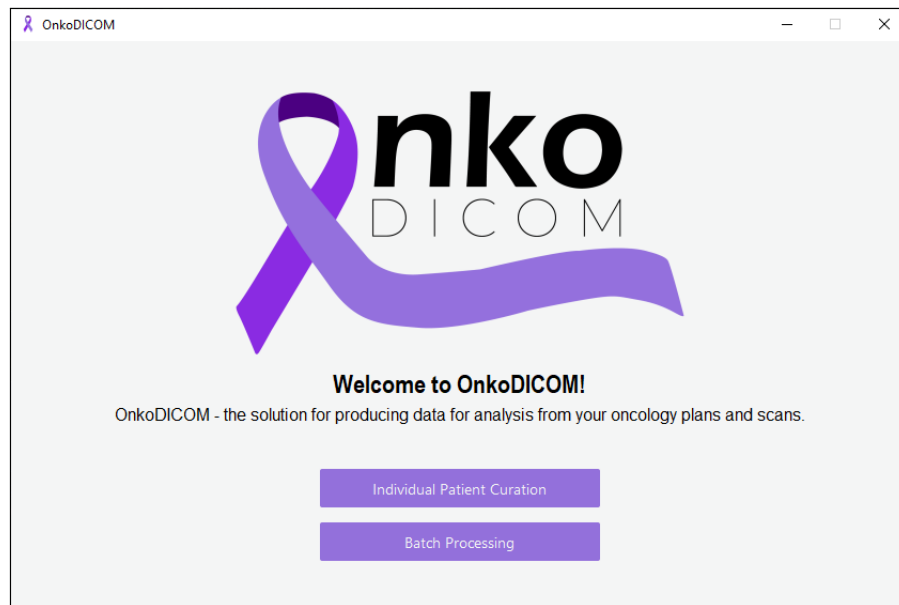 OnkoDICOM
nko
DICOM
Welcome to OnkoDICOM!
OnkoDICOM - the solution for producing data for analysis from your oncology plans and scans.
Individual Patient Curation
Batch Processing